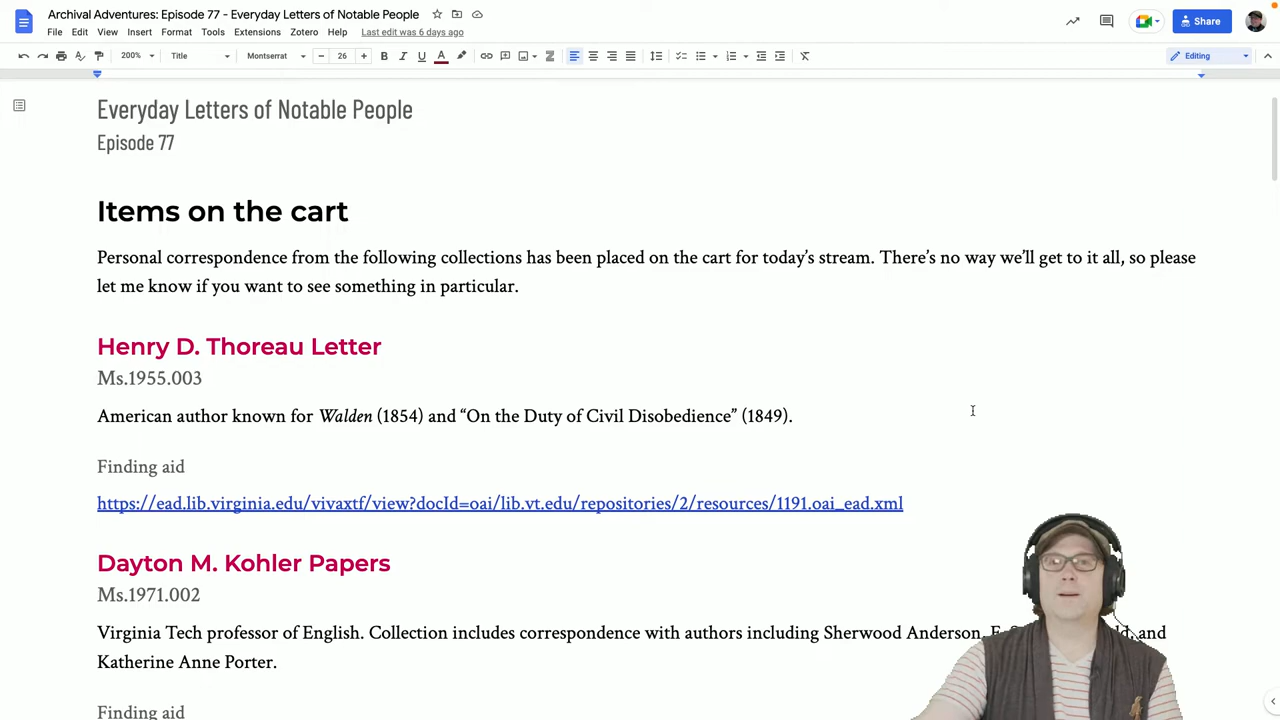 Archival Adventures: Episode 77 - Everyday Letters of Notable People
File Edit View Insert Format Tools Extensions Zotero Help Last edit was 6 days ago
Share
200% Title Montserrat 26 Editing
Everyday Letters of Notable People
Episode 77
Items on the cart
Personal correspondence from the following collections has been placed on the cart for today’s stream. There’s no way we’ll get to it all, so please
let me know if you want to see something in particular.
Henry D. Thoreau Letter
Ms.1955.003
American author known for Walden (1854) and “On the Duty of Civil Disobedience” (1849).
Finding aid
https://ead.lib.virginia.edu/vivaxtf/view?docId=oai/lib.vt.edu/repositories/2/resources/1191.oai_ead.xml
Dayton M. Kohler Papers
Ms.1971.002
Virginia Tech professor of English. Collection includes correspondence with authors including Sherwood Anderson, and
Katherine Anne Porter.
Finding aid